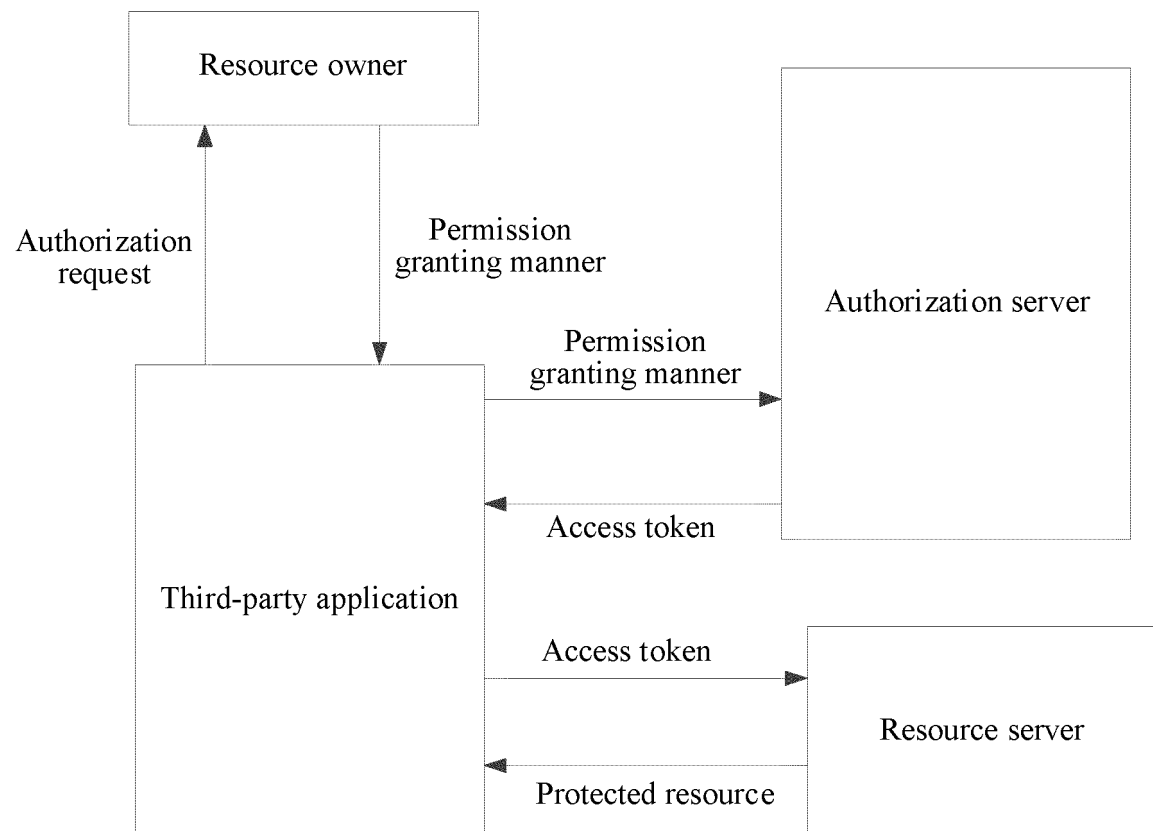 Resource owner
Authorization
request
Permission
granting manner
Authorization server
Permission
granting manner
Access token
Third-party application
Access token
Resource server
Protected resource